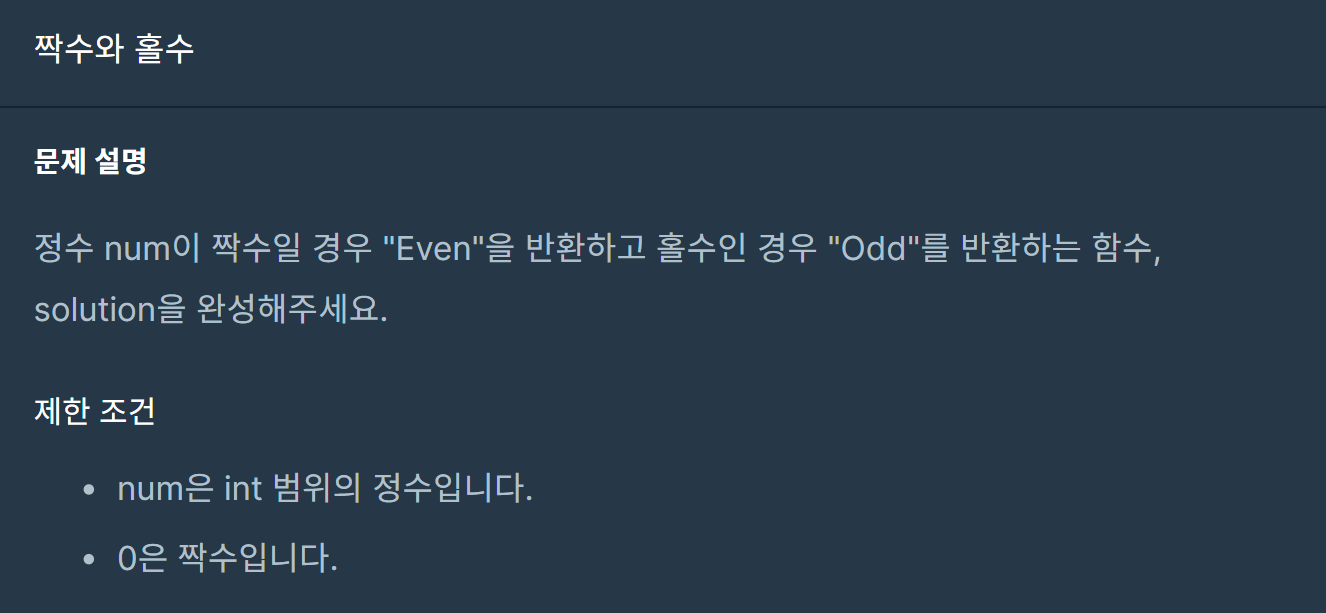 짝수와 홀수
문제 설명
정수 num이 짝수일 경우 "Even"을 반환하고 홀수인 경우 "Odd"를 반환하는 함수,
solution을 완성해주세요.
제한 조건
• num은 int 범위의 정수입니다.
• 0은 짝수입니다.